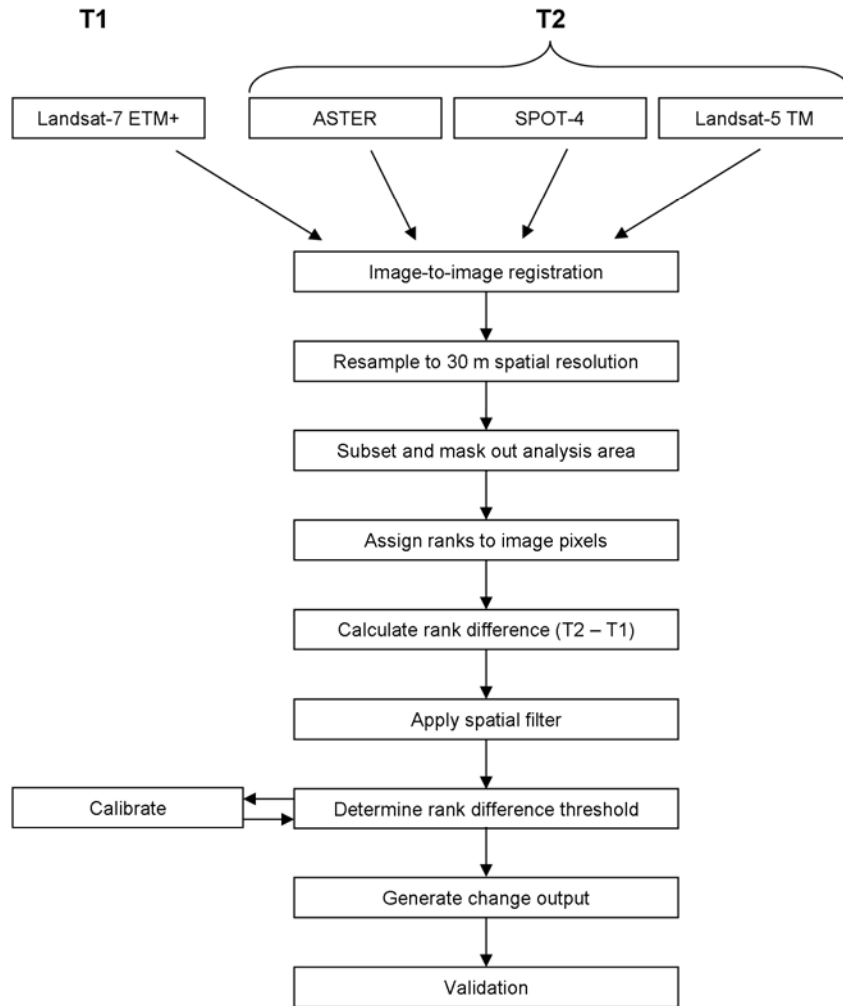 T1
T2
Landsat-7 ETM+
ASTER
SPOT-4
Landsat-5 TM
Image-to-image registration
Resample to 30 m spatial resolution
Subset and mask out analysis area
Assign ranks to image pixels
Calculate rank difference (T2 – T1)
Apply spatial filter
Calibrate
Determine rank difference threshold
Generate change output
Validation